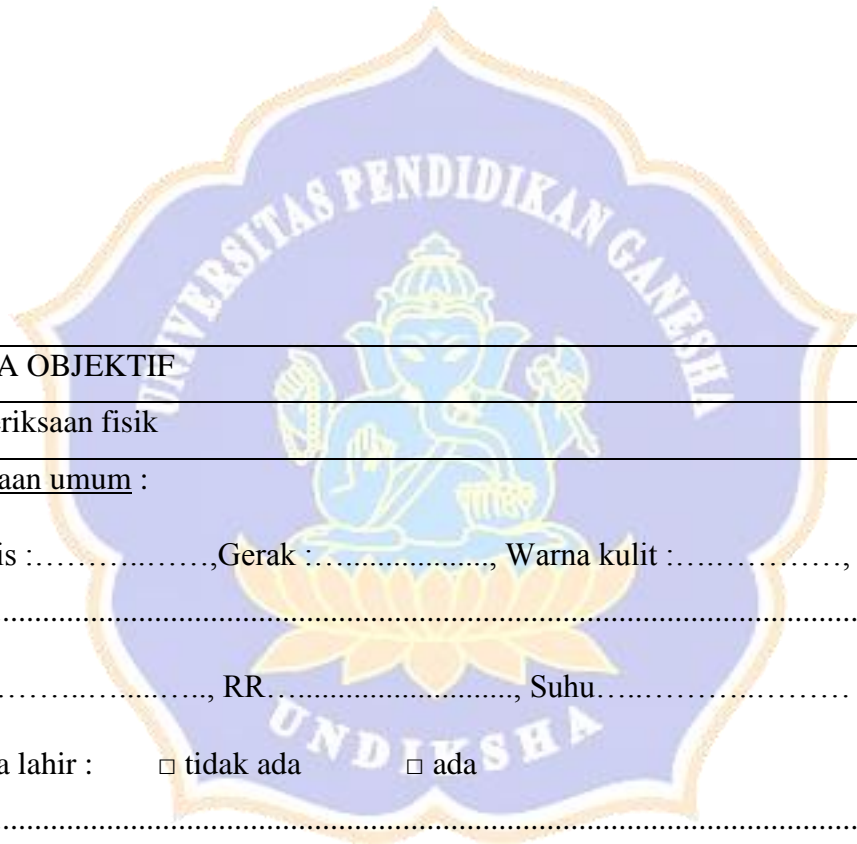 UNIVERSITAS PENDIDIKAN GANESHA
A OBJEKTIF
riksaan fisik
aan umum :
is :………..……,Gerak :…..................., Warna kulit :….…………,
...............................................................................................................
………..….....….., RR…..........................., Suhu…..………..………
a lahir : □ tidak ada □ ada
...............................................................................................................
UNDIKSHA